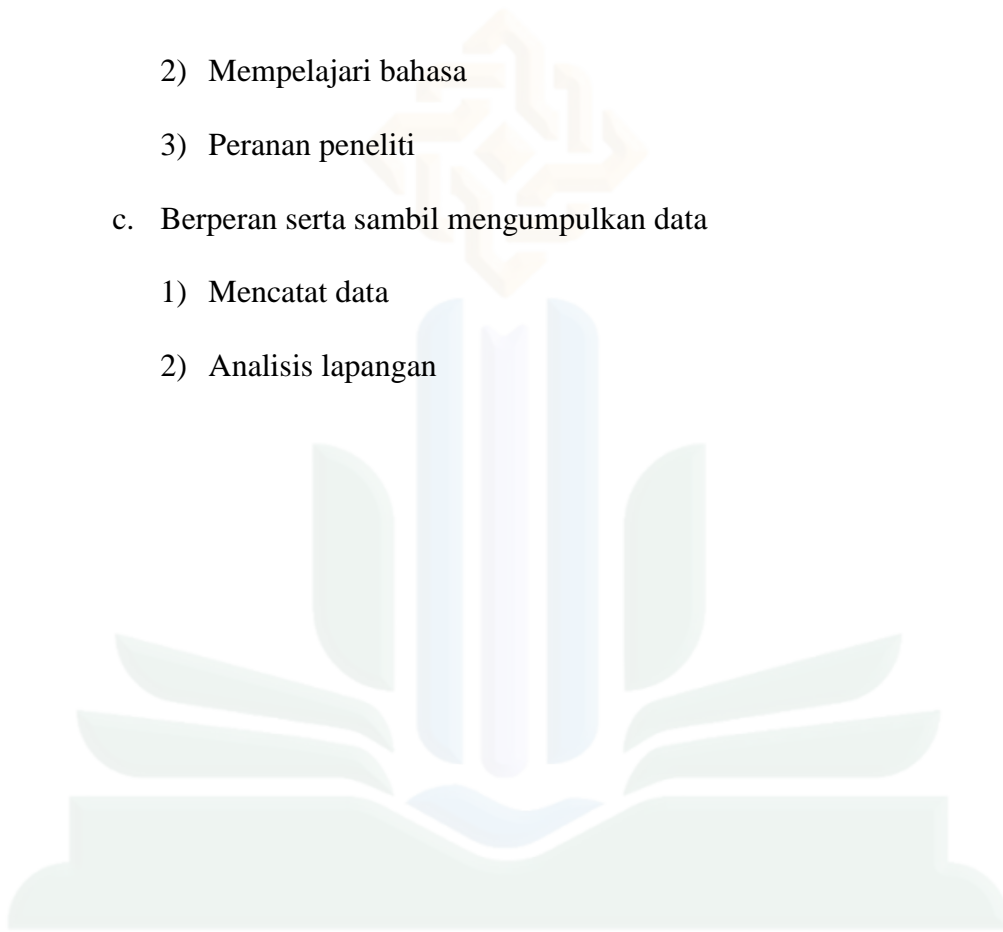 2) Mempelajari bahasa
3) Peranan peneliti
c. Berperan serta sambil mengumpulkan data
1) Mencatat data
2) Analisis lapangan